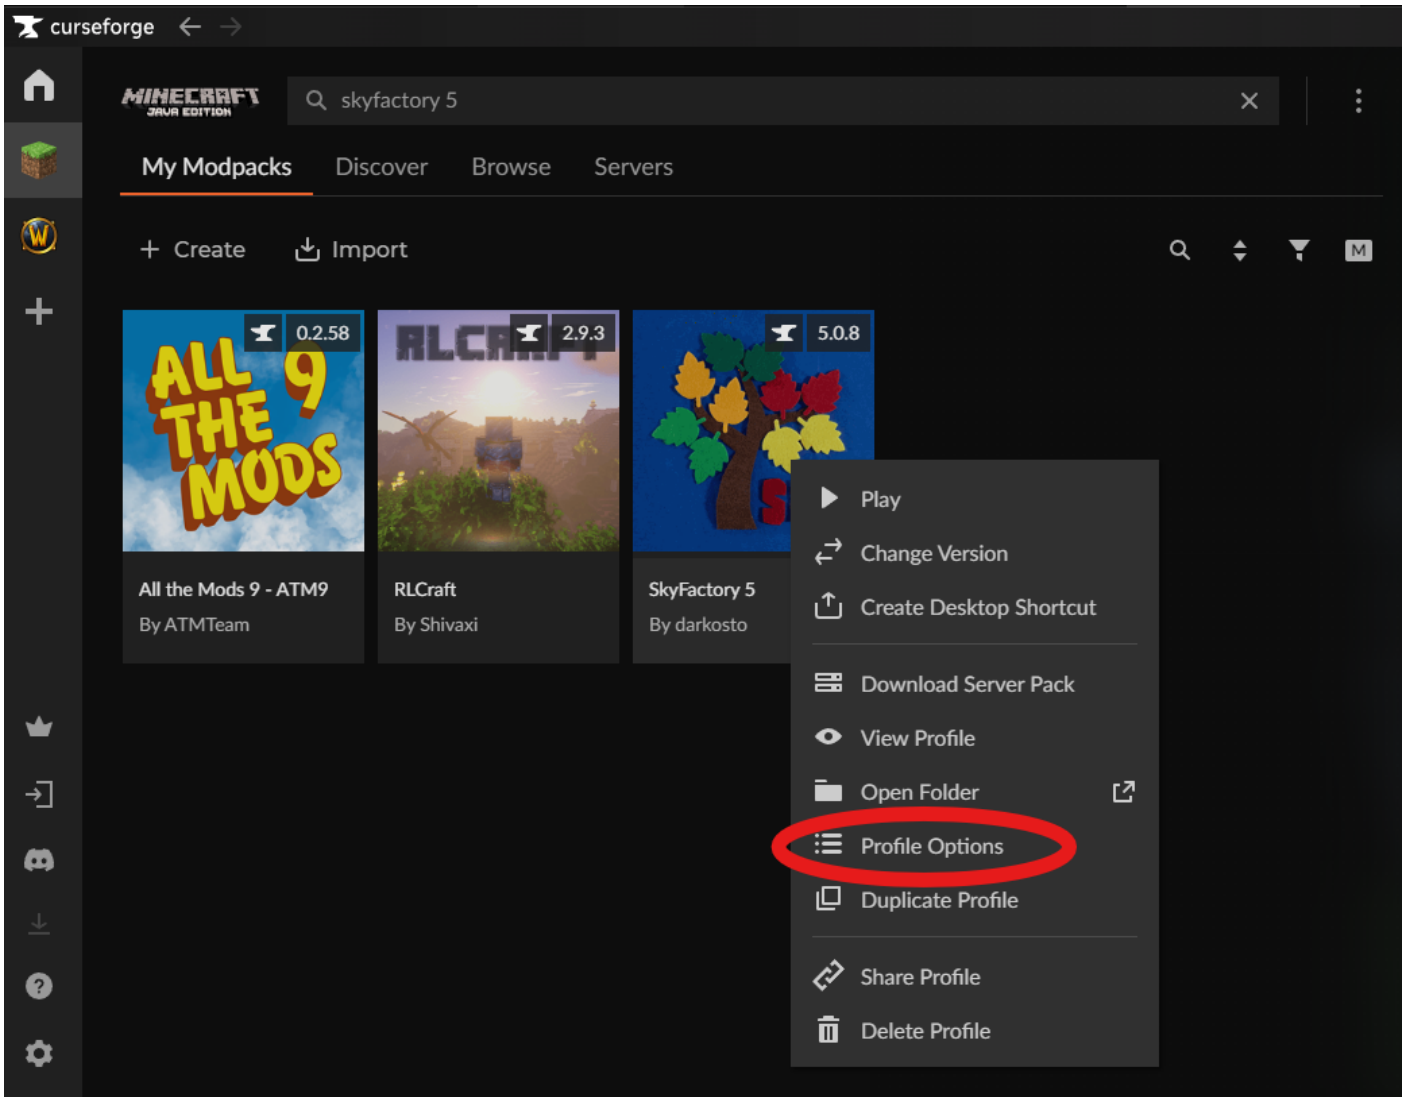 curseforge
MINECRAFT
JAVA EDITION
skyfactory 5
My Modpacks Discover Browse Servers
Create Import
M
0.2.58
ALL
THE 9
MODS
2.9.3
RLCRAFT
5.0.8
S
All the Mods 9 - ATM9
By ATMTeam
RLCraft
By Shivaxi
SkyFactory 5
By darkosto
Play
Change Version
Create Desktop Shortcut
Download Server Pack
View Profile
Open Folder
Profile Options
Duplicate Profile
Share Profile
Delete Profile